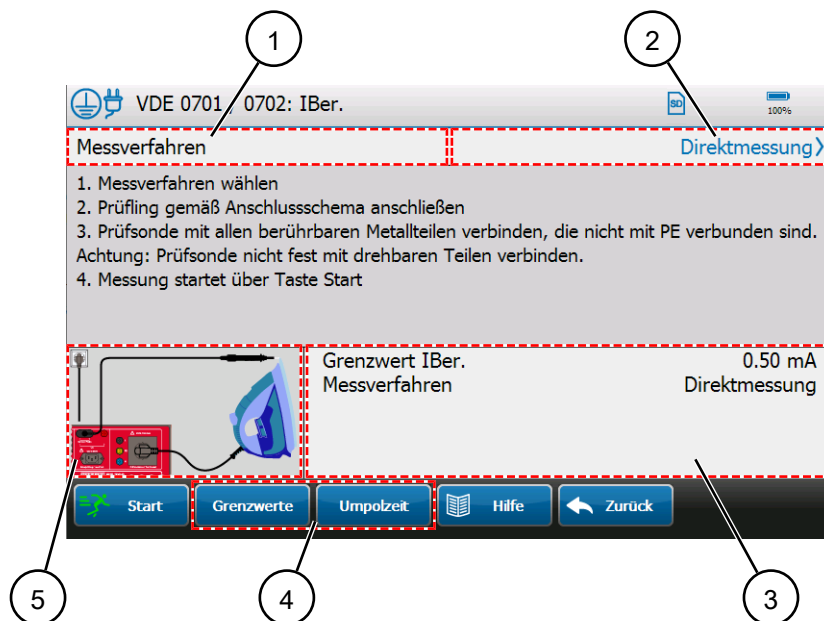 1
2
VDE 0701 / 0702: IBer.
SD
100%
Messverfahren
Direktmessung
1. Messverfahren wählen
2. Prüfling gemäß Anschlussschema anschließen
3. Prüfsonde mit allen berührbaren Metallteilen verbinden, die nicht mit PE verbunden sind.
Achtung: Prüfsonde nicht fest mit drehbaren Teilen verbinden.
4. Messung startet über Taste Start
Grenzwert IBer. 0.50 mA
Messverfahren Direktmessung
Start
Grenzwerte
Umpolzeit
Hilfe
Zurück
5
4
3